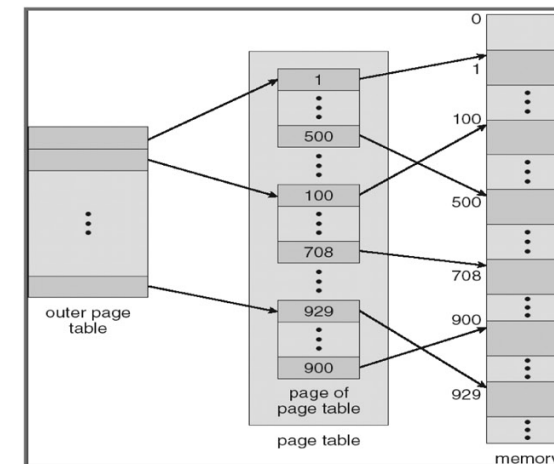 outer page
table
1
500
100
708
929
900
page of
page table
page table
0
1
100
500
708
900
929
memory